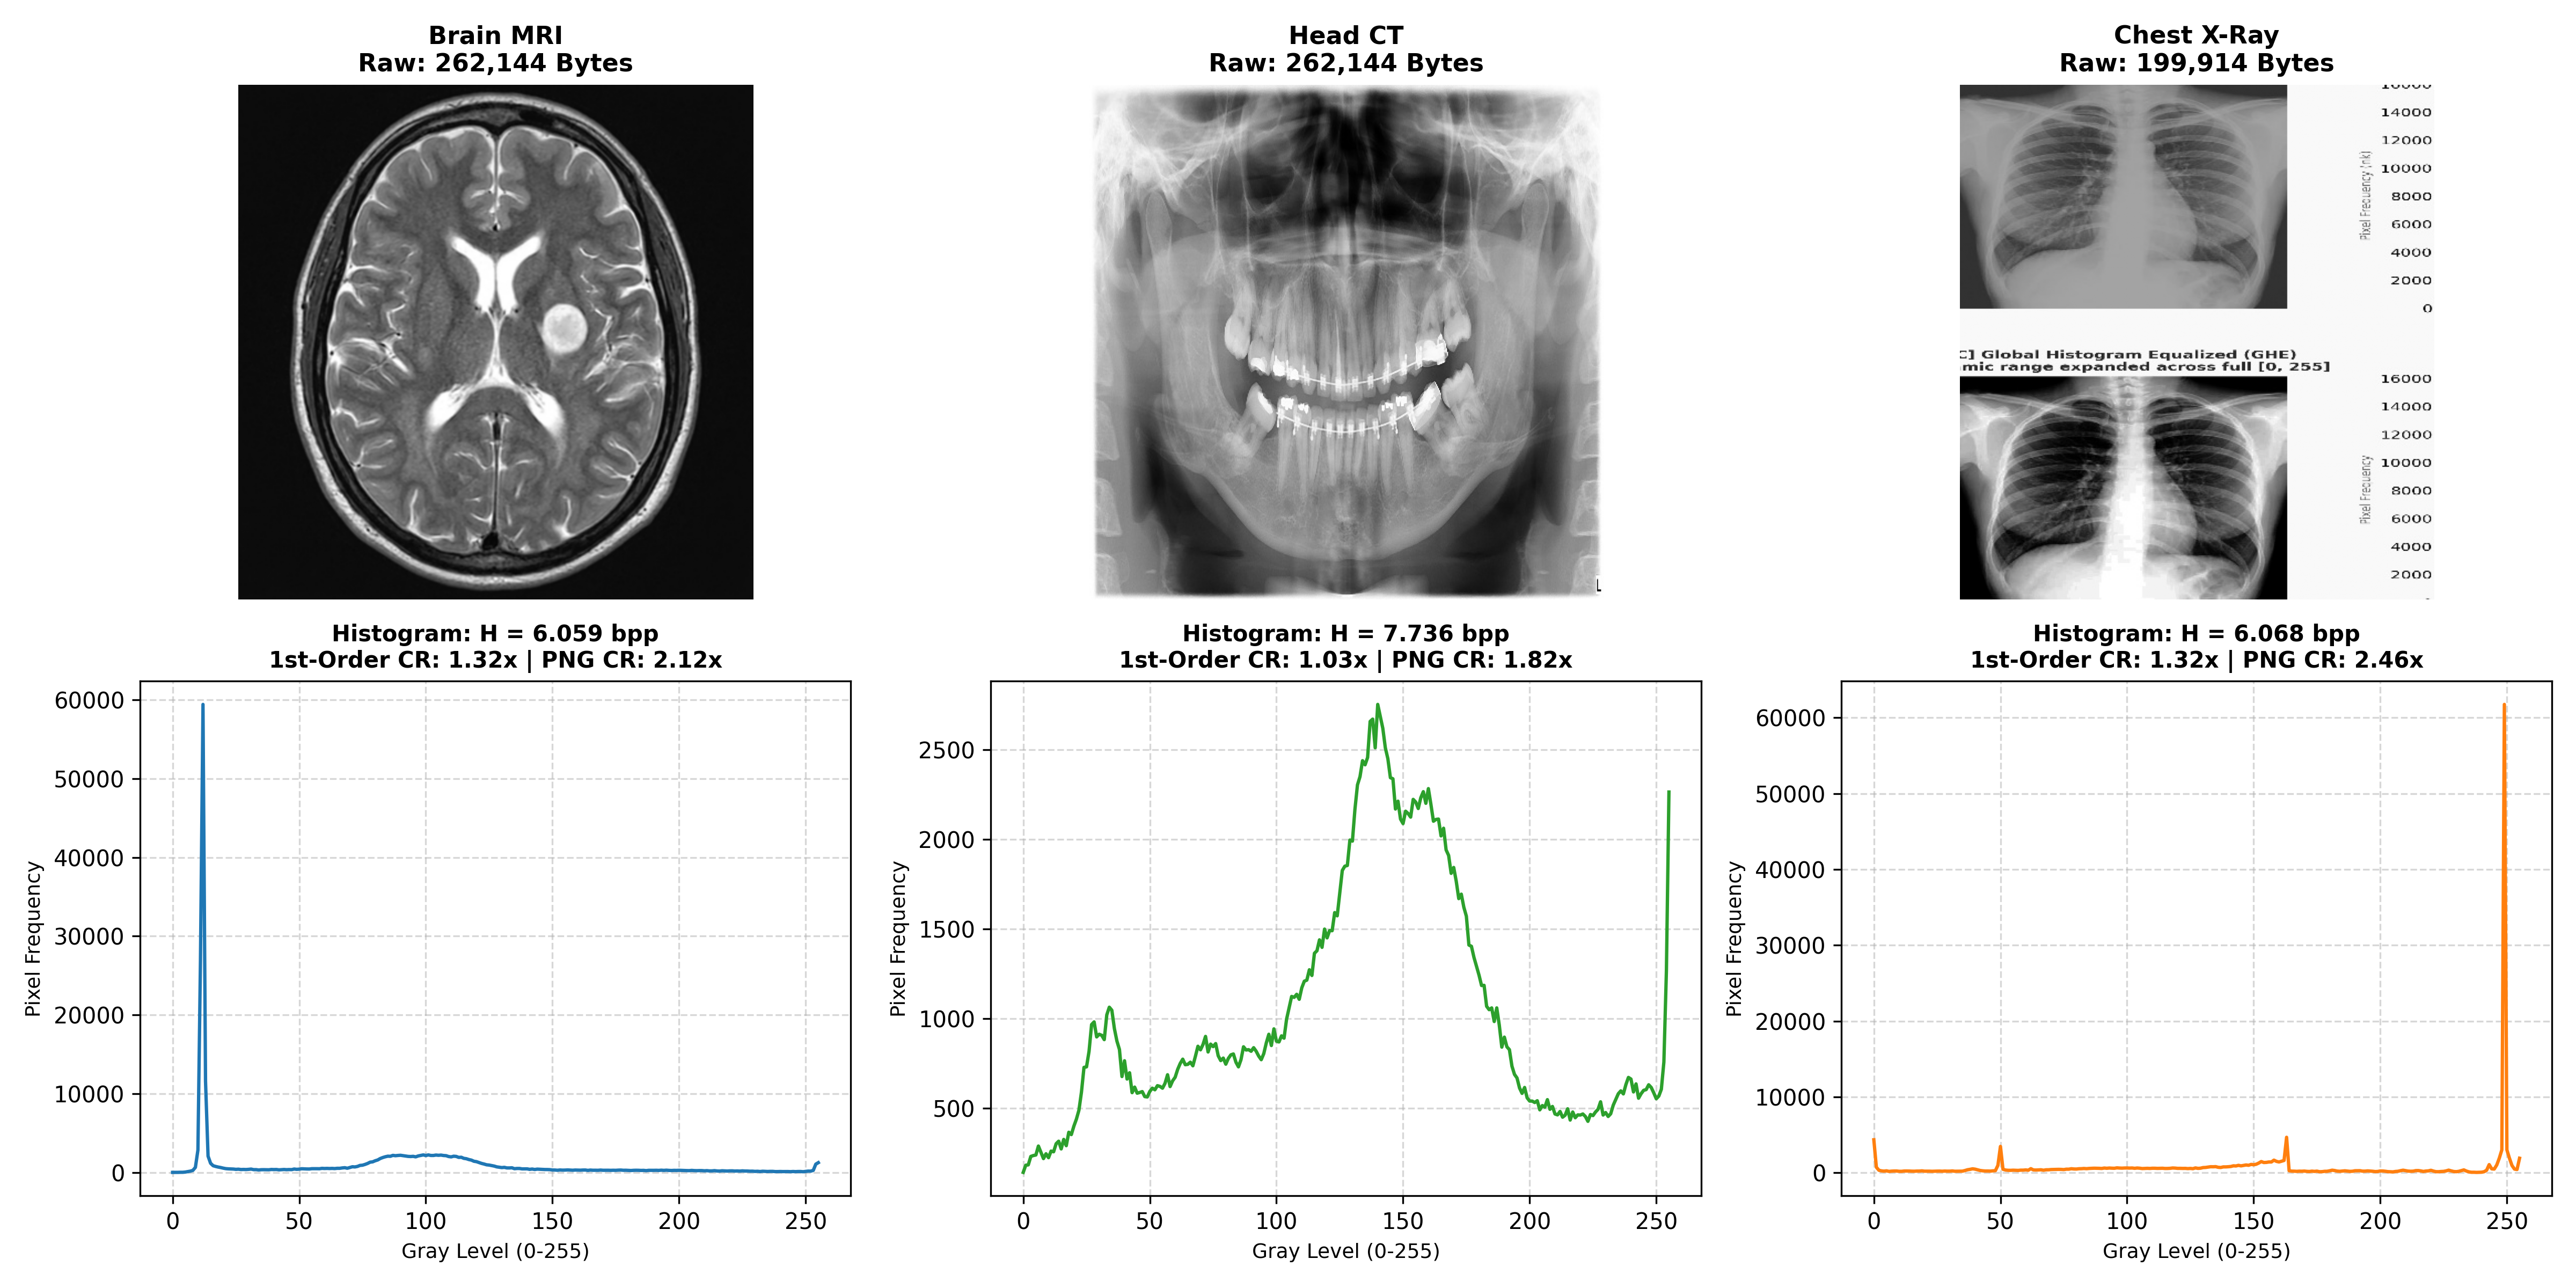 Brain MRI
Raw: 262,144 Bytes
Head CT
Raw: 262,144 Bytes
L
Chest X-Ray
Raw: 199,914 Bytes
16000
14000
12000
10000
8000
6000
4000
2000
0
Pixel Frequency (nk)
C] Global Histogram Equalized (GHE)
mic range expanded across full [0, 255]
16000
14000
12000
10000
8000
6000
4000
2000
Pixel Frequency
Histogram: H = 6.059 bpp
1st-Order CR: 1.32x | PNG CR: 2.12x
60000
50000
40000
30000
20000
10000
0
Pixel Frequency
0 50 100 150 200 250
Gray Level (0-255)
Histogram: H = 7.736 bpp
1st-Order CR: 1.03x | PNG CR: 1.82x
2500
2000
1500
1000
500
Pixel Frequency
0 50 100 150 200 250
Gray Level (0-255)
Histogram: H = 6.068 bpp
1st-Order CR: 1.32x | PNG CR: 2.46x
60000
50000
40000
30000
20000
10000
0
Pixel Frequency
0 50 100 150 200 250
Gray Level (0-255)